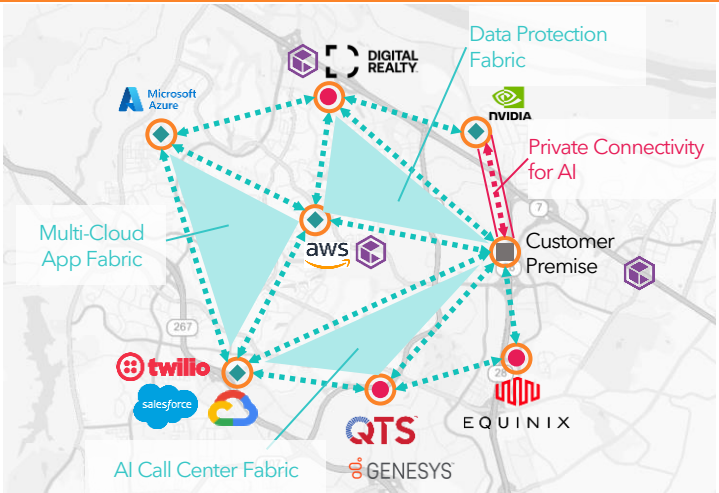 Data Protection
Fabric
DIGITAL
REALTY
Microsoft
Azure
NVIDIA
Private Connectivity
for AI
7
Multi-Cloud
App Fabric
aws
Customer
Premise
267
twilio
salesforce
28
EQUINIX
QTS
AI Call Center Fabric
GENESYS